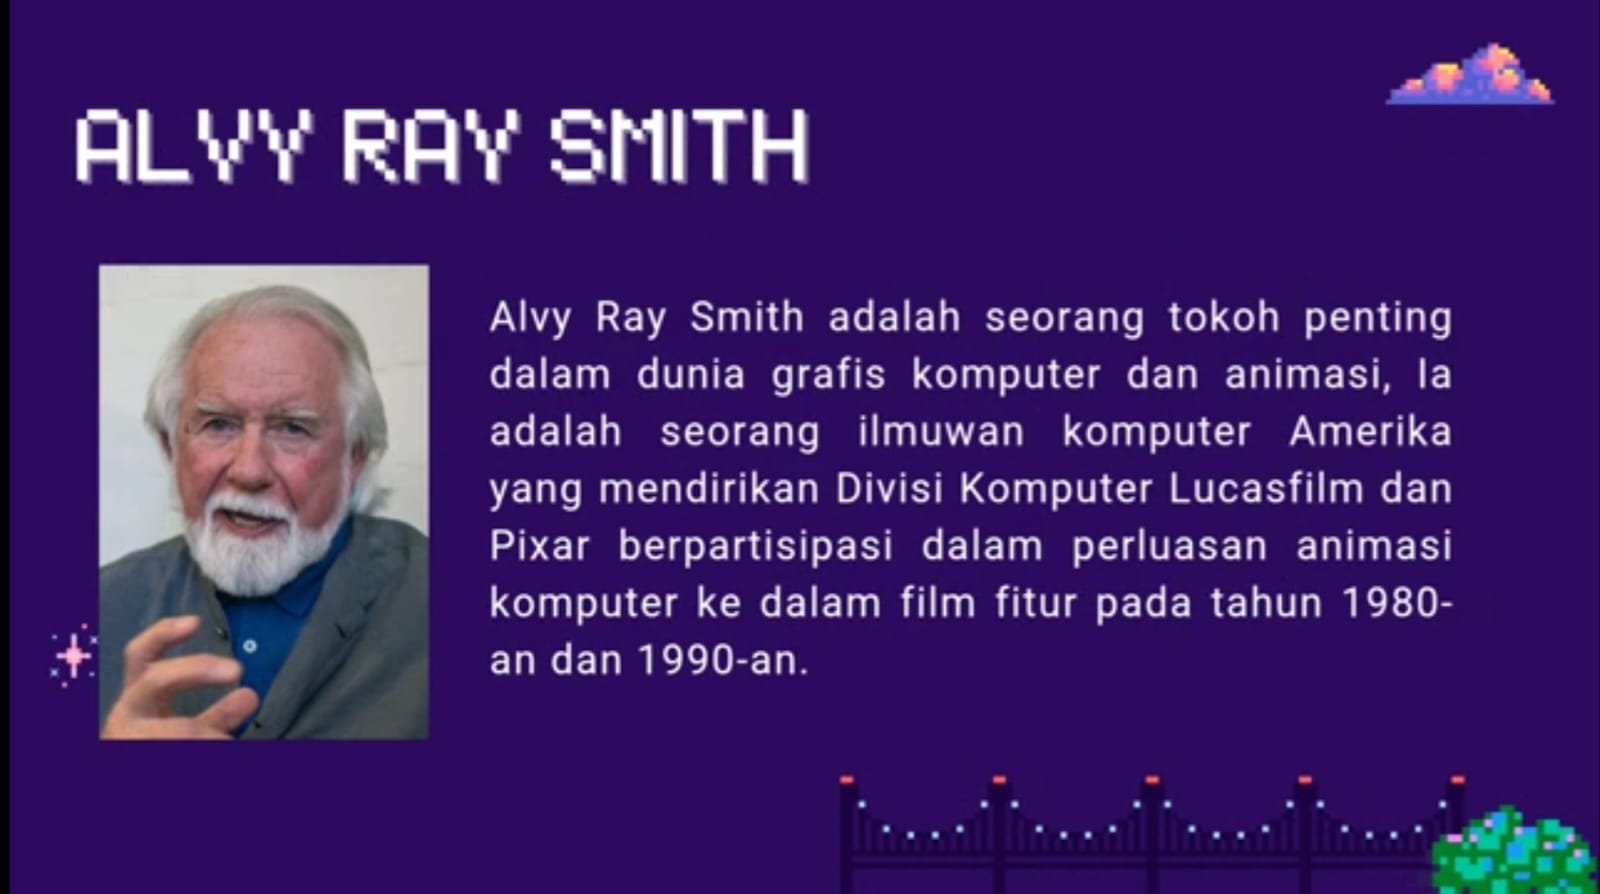 ALVY RAY SMITH
Alvy Ray Smith adalah seorang tokoh penting
dalam dunia grafis komputer dan animasi, Ia
adalah seorang ilmuwan komputer Amerika
yang mendirikan Divisi Komputer Lucasfilm dan
Pixar berpartisipasi dalam perluasan animasi
komputer ke dalam film fitur pada tahun 1980-
an dan 1990-an.